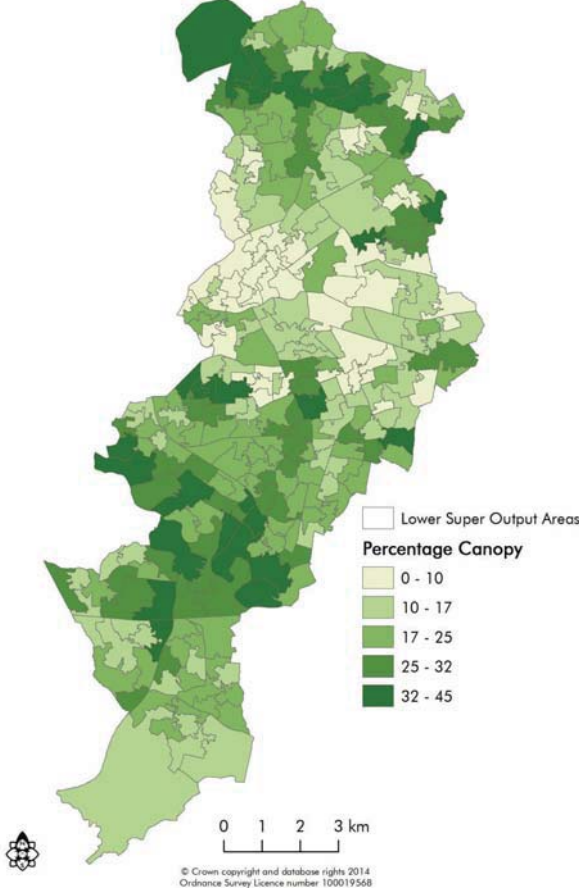 Lower Super Output Areas
Percentage Canopy
0 - 10
10 - 17
17 - 25
25 - 32
32 - 45
0 1 2 3 km
© Crown copyright and database rights 2014
Ordnance Survey Licence number 100019568